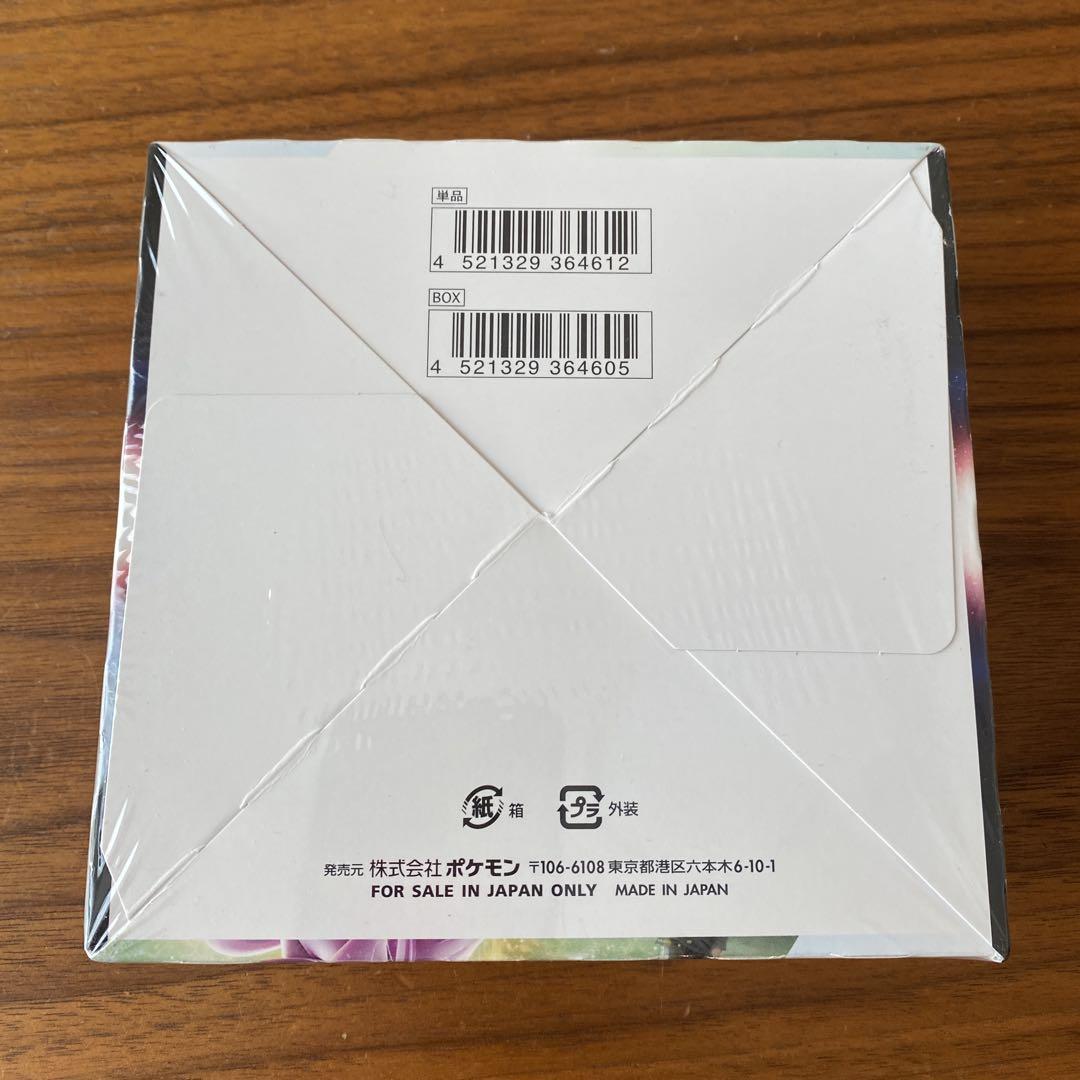 単品
4 521329 364612
BOX
4 521329 364605
紙 箱 プラ 外装
発売元 株式会社 ポケモン 〒106-6108 東京都港区六本木6-10-1
FOR SALE IN JAPAN ONLY MADE IN JAPAN